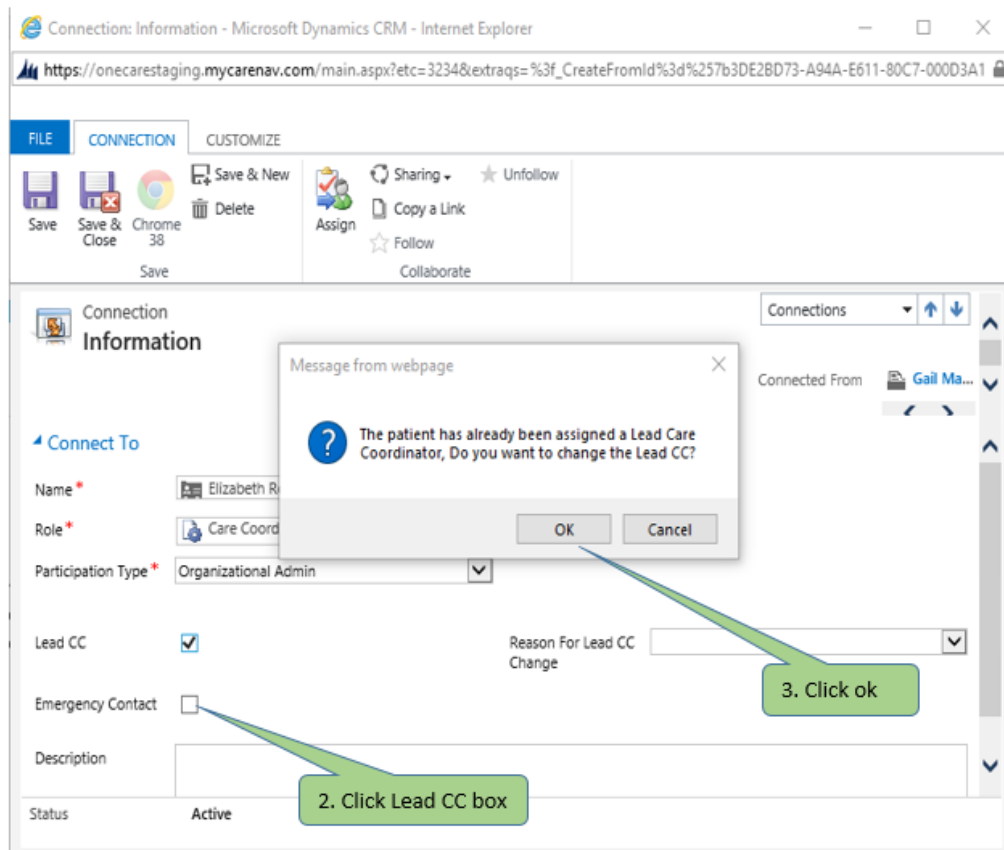 Connection: Information - Microsoft Dynamics CRM - Internet Explorer
https://onecarestaging.mycarenav.com/main.aspx?etc=3234&extraqs=%3f_CreateFromId%3d%257b3DE2BD73-A94A-E611-80C7-000D3A1
FILE CONNECTION CUSTOMIZE
Save
Save & Close
Chrome 38
Save & New
Delete
Save
Assign
Sharing
Copy a Link
Follow
Unfollow
Collaborate
Connection
Information
Connections
Connected From Gail Ma...
Message from webpage
The patient has already been assigned a Lead Care
Coordinator, Do you want to change the Lead CC?
OK Cancel
Connect To
Name * Elizabeth
Role * Care Coord
Participation Type * Organizational Admin
Lead CC
Reason For Lead CC
Change
3. Click ok
Emergency Contact
Description
2. Click Lead CC box
Status Active